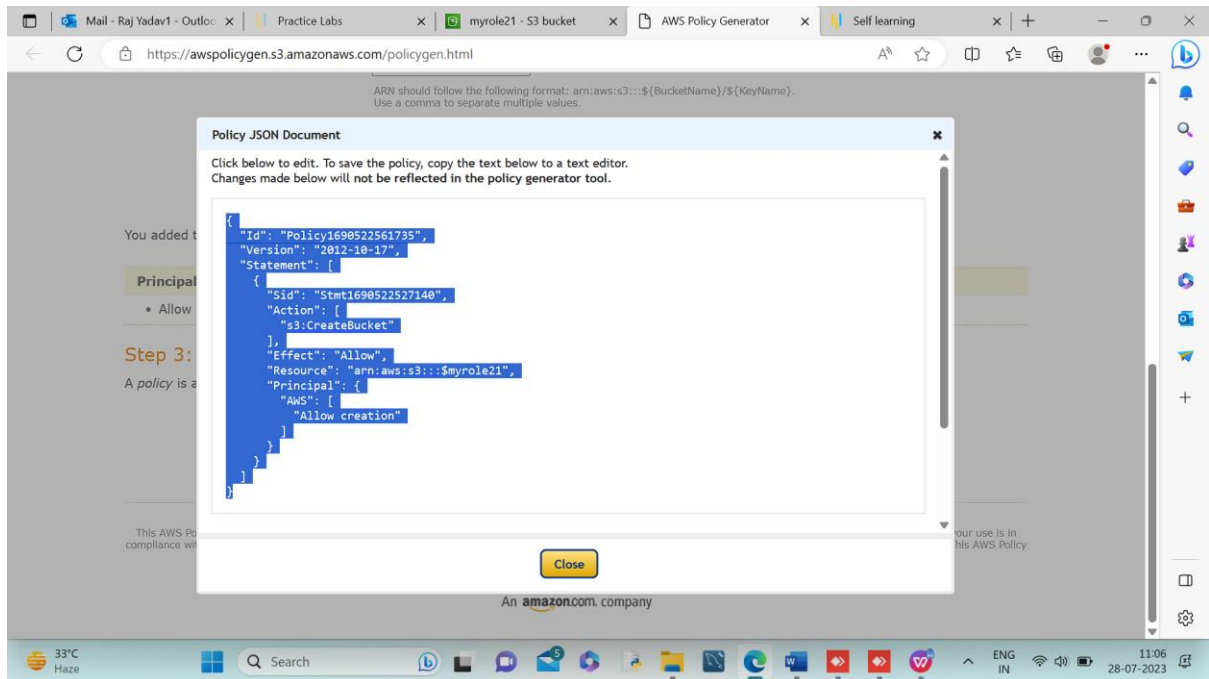 Mail - Raj Yadav1 - Outloo
Practice Labs
myrole21 - S3 bucket
AWS Policy Generator
Self learning
https://awspolicygen.s3.amazonaws.com/policygen.html
ARN should follow the following format: arn:aws:s3:::${BucketName}/${KeyName}.
Use a comma to separate multiple values.
Policy JSON Document
Click below to edit. To save the policy, copy the text below to a text editor.
Changes made below will not be reflected in the policy generator tool.
{
"Id": "Policy1690522561735",
"Version": "2012-10-17",
"Statement": [
{
"Sid": "Stmt1690522527140",
"Action": [
"s3:CreateBucket"
],
"Effect": "Allow",
"Resource": "arn:aws:s3:::$myrole21",
"Principal": {
"AWS": [
"Allow creation"
]
}
}
]
}
You added t
Principal
• Allow
Step 3:
A policy is a
This AWS Po
compliance wi
your use is in
This AWS Policy
Close
An amazon.com. company
33°C
Haze
Search
5
ENG
IN
11:06
28-07-2023